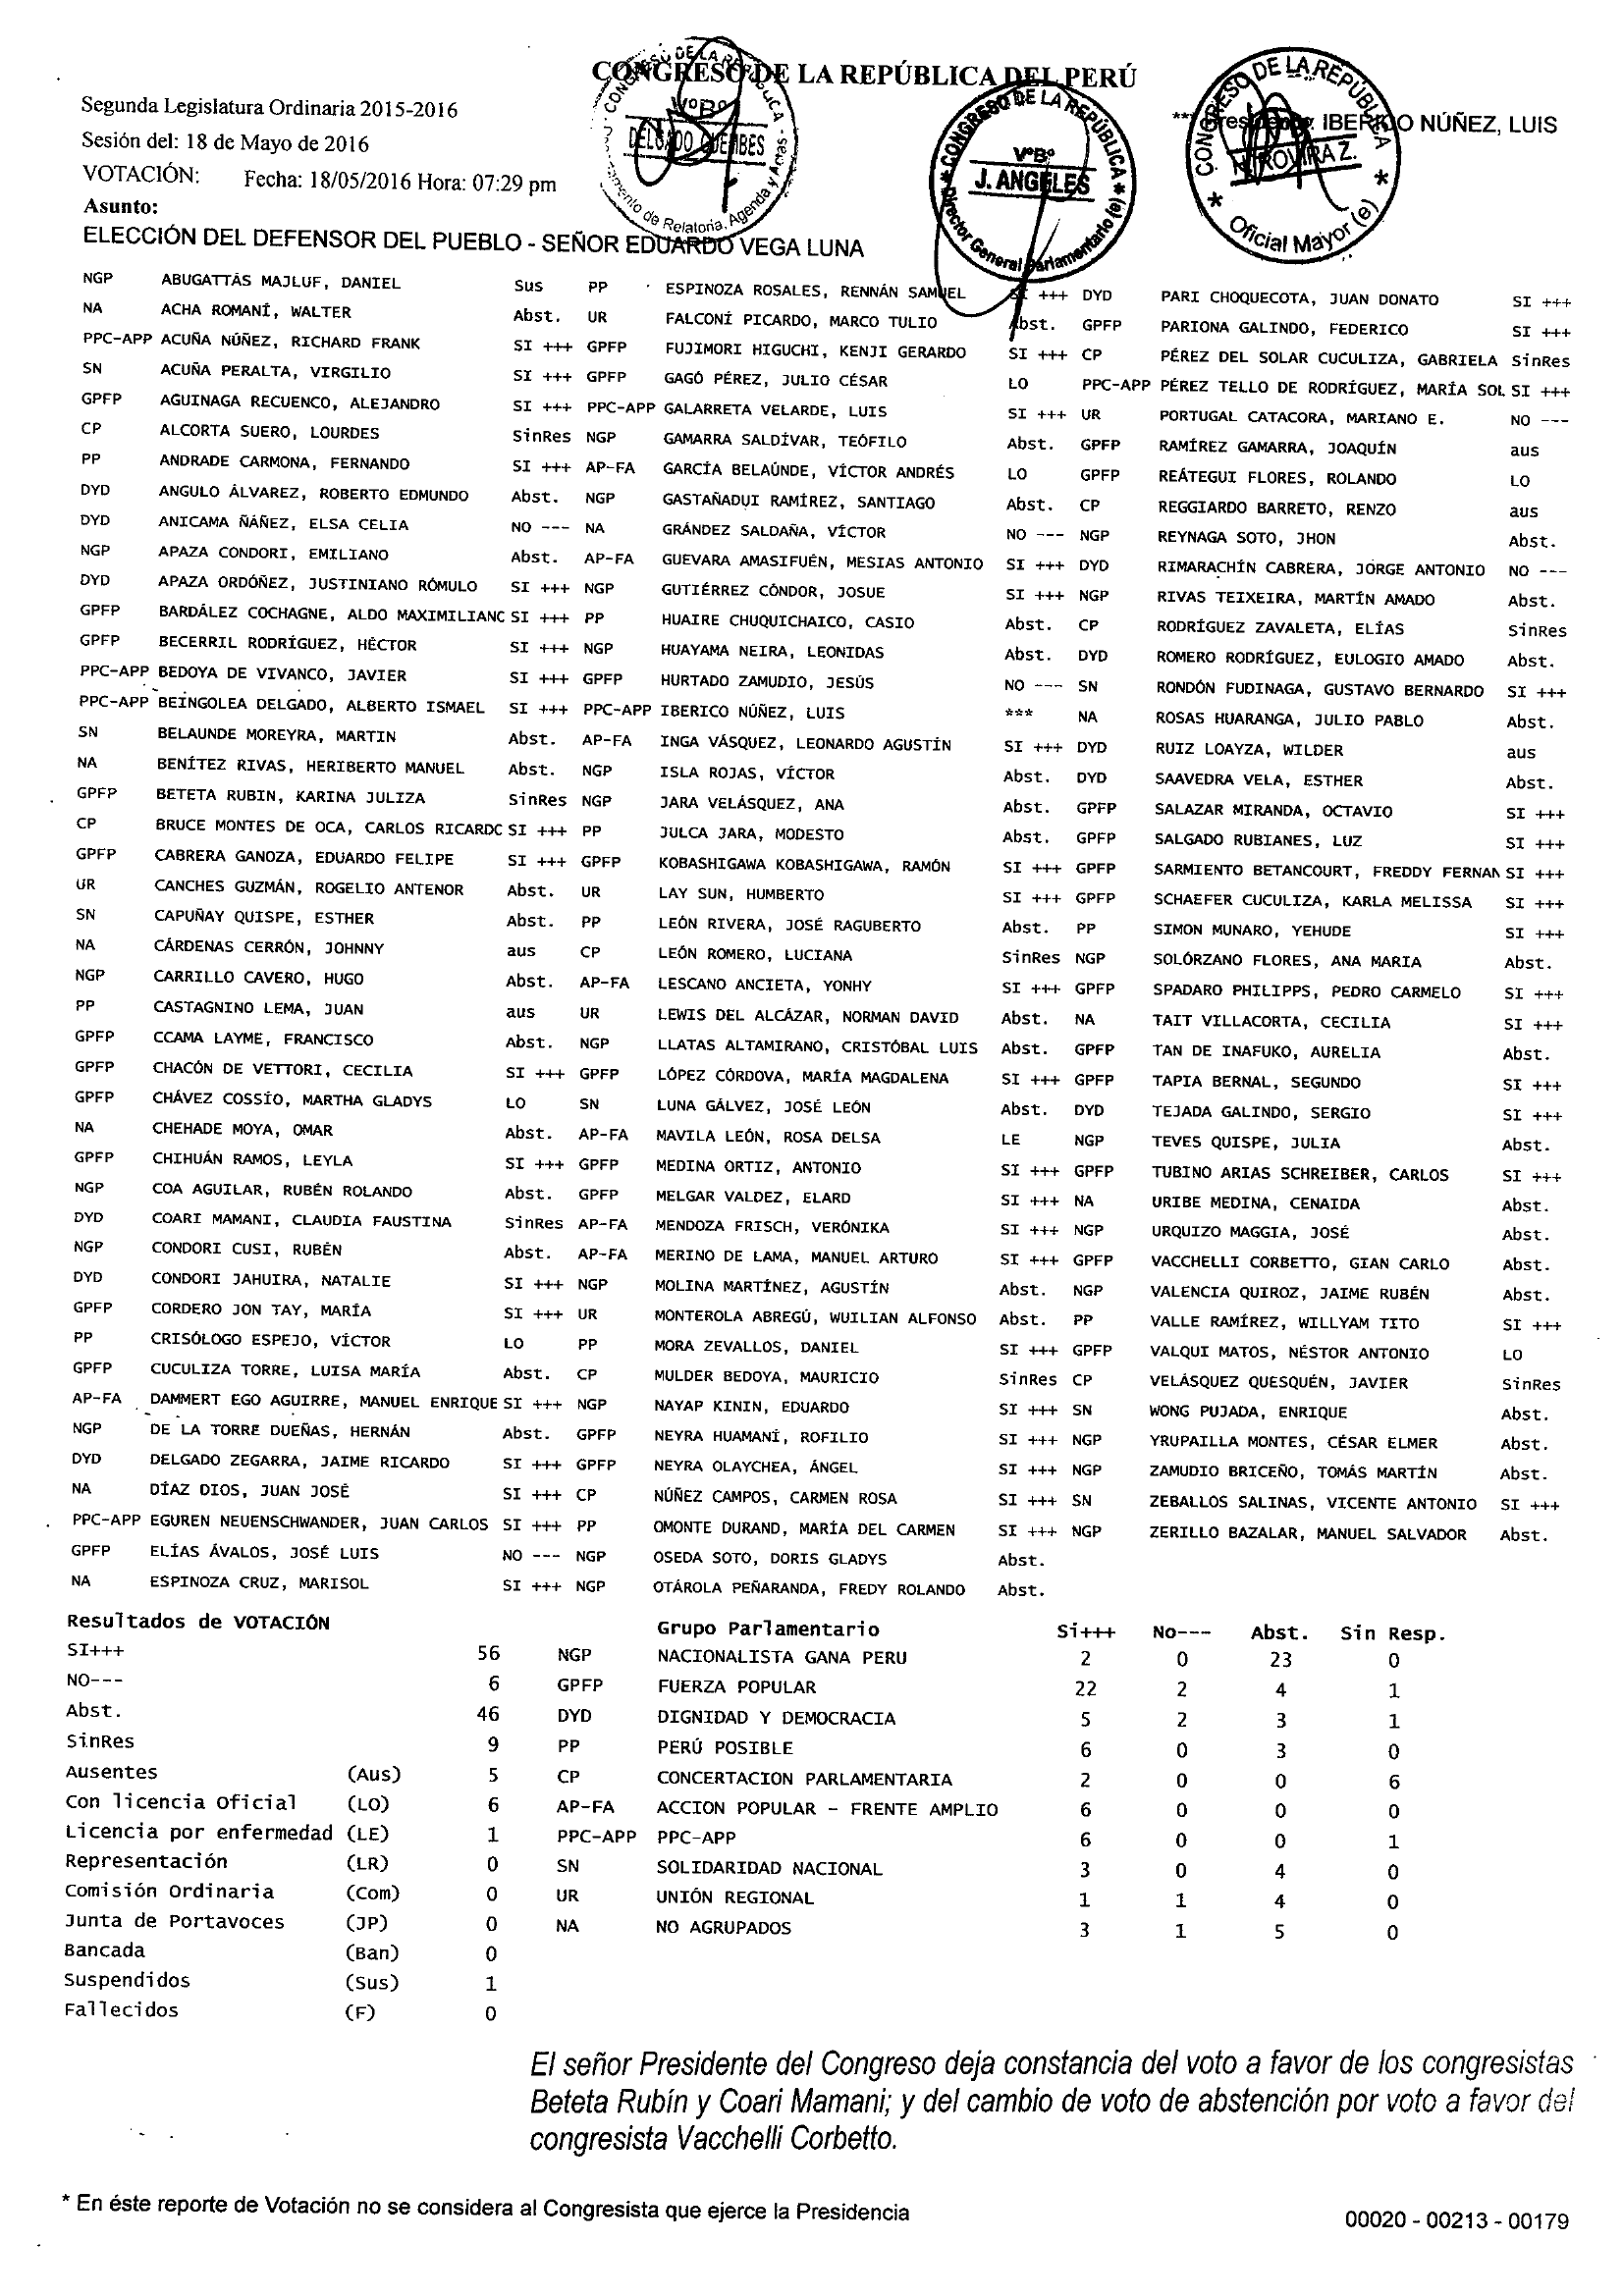 CONGRESO DE LA REPÚBLICA DEL PERÚ
Segunda Legislatura Ordinaria 2015-2016
*** Presidente: IBERICO NÚÑEZ, LUIS
Sesión del: 18 de Mayo de 2016
VOTACIÓN: Fecha: 18/05/2016 Hora: 07:29 pm
Asunto:
ELECCIÓN DEL DEFENSOR DEL PUEBLO - SEÑOR EDUARDO VEGA LUNA
CONGRESO DE LA REPÚBLICA
VºBº
DELGADO GUEMBES
de Relatoria, Agenda y Actas
CONGRESO DE LA REPÚBLICA
VºBº
J. ANGELES
Director General Parlamentario (e)
CONGRESO DE LA REPÚBLICA
H. ROVIRA Z.
Oficial Mayor (e)
NGP ABUGATTÁS MAJLUF, DANIEL Sus PP ESPINOZA ROSALES, RENNÁN SAMUEL SI +++ DYD PARI CHOQUECOTA, JUAN DONATO SI +++
NA ACHA ROMANÍ, WALTER Abst. UR FALCONÍ PICARDO, MARCO TULIO Abst. GPFP PARIONA GALINDO, FEDERICO SI +++
PPC-APP ACUÑA NÚÑEZ, RICHARD FRANK SI +++ GPFP FUJIMORI HIGUCHI, KENJI GERARDO SI +++ CP PÉREZ DEL SOLAR CUCULIZA, GABRIELA SinRes
SN ACUÑA PERALTA, VIRGILIO SI +++ GPFP GAGÓ PÉREZ, JULIO CÉSAR LO PPC-APP PÉREZ TELLO DE RODRÍGUEZ, MARÍA SOL SI +++
GPFP AGUINAGA RECUENCO, ALEJANDRO SI +++ PPC-APP GALARRETA VELARDE, LUIS SI +++ UR PORTUGAL CATACORA, MARIANO E. NO ---
CP ALCORTA SUERO, LOURDES SinRes NGP GAMARRA SALDÍVAR, TEÓFILO Abst. GPFP RAMÍREZ GAMARRA, JOAQUÍN aus
PP ANDRADE CARMONA, FERNANDO SI +++ AP-FA GARCÍA BELAÚNDE, VÍCTOR ANDRÉS LO GPFP REÁTEGUI FLORES, ROLANDO LO
DYD ANGULO ÁLVAREZ, ROBERTO EDMUNDO Abst. NGP GASTAÑADUI RAMÍREZ, SANTIAGO Abst. CP REGGIARDO BARRETO, RENZO aus
DYD ANICAMA ÑÁÑEZ, ELSA CELIA NO --- NA GRÁNDEZ SALDAÑA, VÍCTOR NO --- NGP REYNAGA SOTO, JHON Abst.
NGP APAZA CONDORI, EMILIANO Abst. AP-FA GUEVARA AMASIFUÉN, MESIAS ANTONIO SI +++ DYD RIMARACHÍN CABRERA, JORGE ANTONIO NO ---
DYD APAZA ORDÓÑEZ, JUSTINIANO RÓMULO SI +++ NGP GUTIÉRREZ CÓNDOR, JOSUE SI +++ NGP RIVAS TEIXEIRA, MARTÍN AMADO Abst.
GPFP BARDÁLEZ COCHAGNE, ALDO MAXIMILIANO SI +++ PP HUAIRE CHUQUICHAICO, CASIO Abst. CP RODRÍGUEZ ZAVALETA, ELÍAS SinRes
GPFP BECERRIL RODRÍGUEZ, HÉCTOR SI +++ NGP HUAYAMA NEIRA, LEONIDAS Abst. DYD ROMERO RODRÍGUEZ, EULOGIO AMADO Abst.
PPC-APP BEDOYA DE VIVANCO, JAVIER SI +++ GPFP HURTADO ZAMUDIO, JESÚS NO --- SN RONDÓN FUDINAGA, GUSTAVO BERNARDO SI +++
PPC-APP BEINGOLEA DELGADO, ALBERTO ISMAEL SI +++ PPC-APP IBERICO NÚÑEZ, LUIS *** NA ROSAS HUARANGA, JULIO PABLO Abst.
SN BELAUNDE MOREYRA, MARTIN Abst. AP-FA INGA VÁSQUEZ, LEONARDO AGUSTÍN SI +++ DYD RUIZ LOAYZA, WILDER aus
NA BENÍTEZ RIVAS, HERIBERTO MANUEL Abst. NGP ISLA ROJAS, VÍCTOR Abst. DYD SAAVEDRA VELA, ESTHER Abst.
GPFP BETETA RUBIN, KARINA JULIZA SinRes NGP JARA VELÁSQUEZ, ANA Abst. GPFP SALAZAR MIRANDA, OCTAVIO SI +++
CP BRUCE MONTES DE OCA, CARLOS RICARDO SI +++ PP JULCA JARA, MODESTO Abst. GPFP SALGADO RUBIANES, LUZ SI +++
GPFP CABRERA GANOZA, EDUARDO FELIPE SI +++ GPFP KOBASHIGAWA KOBASHIGAWA, RAMÓN SI +++ GPFP SARMIENTO BETANCOURT, FREDDY FERNAN SI +++
UR CANCHES GUZMÁN, ROGELIO ANTENOR Abst. UR LAY SUN, HUMBERTO SI +++ GPFP SCHAEFER CUCULIZA, KARLA MELISSA SI +++
SN CAPUÑAY QUISPE, ESTHER Abst. PP LEÓN RIVERA, JOSÉ RAGUBERTO Abst. PP SIMON MUNARO, YEHUDE SI +++
NA CÁRDENAS CERRÓN, JOHNNY aus CP LEÓN ROMERO, LUCIANA SinRes NGP SOLÓRZANO FLORES, ANA MARIA Abst.
NGP CARRILLO CAVERO, HUGO Abst. AP-FA LESCANO ANCIETA, YONHY SI +++ GPFP SPADARO PHILIPPS, PEDRO CARMELO SI +++
PP CASTAGNINO LEMA, JUAN aus UR LEWIS DEL ALCÁZAR, NORMAN DAVID Abst. NA TAIT VILLACORTA, CECILIA SI +++
GPFP CCAMA LAYME, FRANCISCO Abst. NGP LLATAS ALTAMIRANO, CRISTÓBAL LUIS Abst. GPFP TAN DE INAFUKO, AURELIA Abst.
GPFP CHACÓN DE VETTORI, CECILIA SI +++ GPFP LÓPEZ CÓRDOVA, MARÍA MAGDALENA SI +++ GPFP TAPIA BERNAL, SEGUNDO SI +++
GPFP CHÁVEZ COSSÍO, MARTHA GLADYS LO SN LUNA GÁLVEZ, JOSÉ LEÓN Abst. DYD TEJADA GALINDO, SERGIO SI +++
NA CHEHADE MOYA, OMAR Abst. AP-FA MAVILA LEÓN, ROSA DELSA LE NGP TEVES QUISPE, JULIA Abst.
GPFP CHIHUÁN RAMOS, LEYLA SI +++ GPFP MEDINA ORTIZ, ANTONIO SI +++ GPFP TUBINO ARIAS SCHREIBER, CARLOS SI +++
NGP COA AGUILAR, RUBÉN ROLANDO Abst. GPFP MELGAR VALDEZ, ELARD SI +++ NA URIBE MEDINA, CENAIDA Abst.
DYD COARI MAMANI, CLAUDIA FAUSTINA SinRes AP-FA MENDOZA FRISCH, VERÓNIKA SI +++ NGP URQUIZO MAGGIA, JOSÉ Abst.
NGP CONDORI CUSI, RUBÉN Abst. AP-FA MERINO DE LAMA, MANUEL ARTURO SI +++ GPFP VACCHELLI CORBETTO, GIAN CARLO Abst.
DYD CONDORI JAHUIRA, NATALIE SI +++ NGP MOLINA MARTÍNEZ, AGUSTÍN Abst. NGP VALENCIA QUIROZ, JAIME RUBÉN Abst.
GPFP CORDERO JON TAY, MARÍA SI +++ UR MONTEROLA ABREGÚ, WUILIAN ALFONSO Abst. PP VALLE RAMÍREZ, WILLYAM TITO SI +++
PP CRISÓLOGO ESPEJO, VÍCTOR LO PP MORA ZEVALLOS, DANIEL SI +++ GPFP VALQUI MATOS, NÉSTOR ANTONIO LO
GPFP CUCULIZA TORRE, LUISA MARÍA Abst. CP MULDER BEDOYA, MAURICIO SinRes CP VELÁSQUEZ QUESQUÉN, JAVIER SinRes
AP-FA DAMMERT EGO AGUIRRE, MANUEL ENRIQUE SI +++ NGP NAYAP KININ, EDUARDO SI +++ SN WONG PUJADA, ENRIQUE Abst.
NGP DE LA TORRE DUEÑAS, HERNÁN Abst. GPFP NEYRA HUAMANÍ, ROFILIO SI +++ NGP YRUPAILLA MONTES, CÉSAR ELMER Abst.
DYD DELGADO ZEGARRA, JAIME RICARDO SI +++ GPFP NEYRA OLAYCHEA, ÁNGEL SI +++ NGP ZAMUDIO BRICEÑO, TOMÁS MARTÍN Abst.
NA DÍAZ DIOS, JUAN JOSÉ SI +++ CP NÚÑEZ CAMPOS, CARMEN ROSA SI +++ SN ZEBALLOS SALINAS, VICENTE ANTONIO SI +++
PPC-APP EGUREN NEUENSCHWANDER, JUAN CARLOS SI +++ PP OMONTE DURAND, MARÍA DEL CARMEN SI +++ NGP ZERILLO BAZALAR, MANUEL SALVADOR Abst.
GPFP ELÍAS ÁVALOS, JOSÉ LUIS NO --- NGP OSEDA SOTO, DORIS GLADYS Abst.
NA ESPINOZA CRUZ, MARISOL SI +++ NGP OTÁROLA PEÑARANDA, FREDY ROLANDO Abst.
Resultados de VOTACIÓN Grupo Parlamentario Si+++ No--- Abst. Sin Resp.
SI+++ 56 NGP NACIONALISTA GANA PERU 2 0 23 0
NO--- 6 GPFP FUERZA POPULAR 22 2 4 1
Abst. 46 DYD DIGNIDAD Y DEMOCRACIA 5 2 3 1
SinRes 9 PP PERÚ POSIBLE 6 0 3 0
Ausentes (Aus) 5 CP CONCERTACION PARLAMENTARIA 2 0 0 6
Con licencia Oficial (LO) 6 AP-FA ACCION POPULAR - FRENTE AMPLIO 6 0 0 0
Licencia por enfermedad (LE) 1 PPC-APP PPC-APP 6 0 0 1
Representación (LR) 0 SN SOLIDARIDAD NACIONAL 3 0 4 0
Comisión Ordinaria (Com) 0 UR UNIÓN REGIONAL 1 1 4 0
Junta de Portavoces (JP) 0 NA NO AGRUPADOS 3 1 5 0
Bancada (Ban) 0
Suspendidos (Sus) 1
Fallecidos (F) 0
El señor Presidente del Congreso deja constancia del voto a favor de los congresistas
Beteta Rubín y Coari Mamani; y del cambio de voto de abstención por voto a favor del
congresista Vacchelli Corbetto.
* En éste reporte de Votación no se considera al Congresista que ejerce la Presidencia
00020 - 00213 - 00179